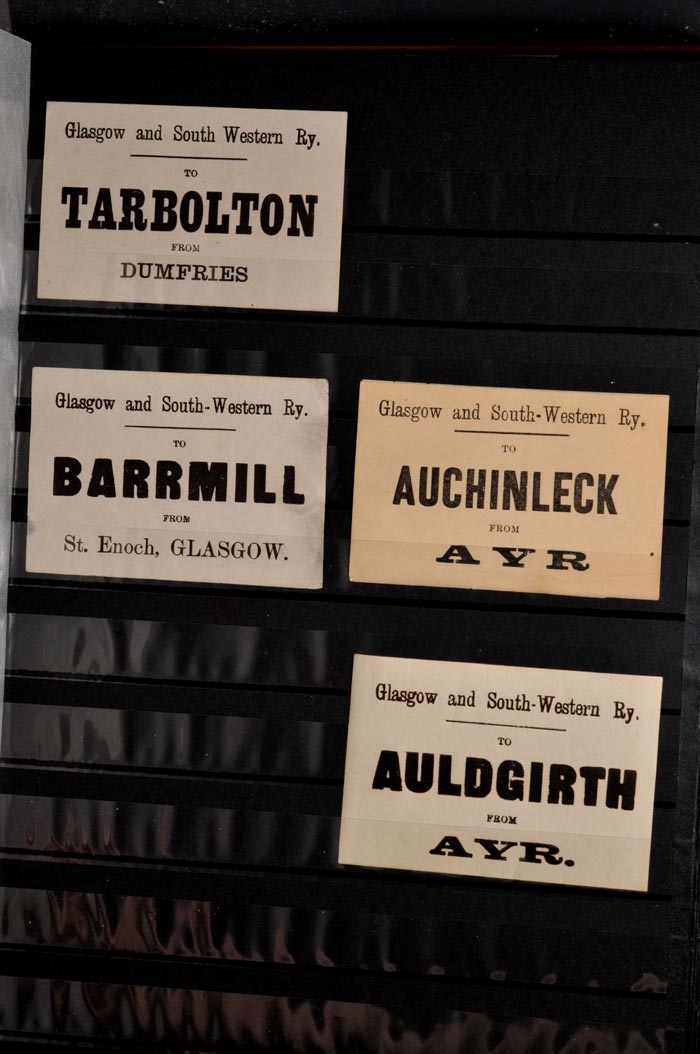 Glasgow and South Western Ry.
TO
TARBOLTON
FROM
DUMFRIES
Glasgow and South-Western Ry.
TO
BARRMILL
FROM
St. Enoch, GLASGOW.
Glasgow and South-Western Ry.
TO
AUCHINLECK
FROM
AYR
Glasgow and South-Western Ry.
TO
AULDGIRTH
FROM
AYR.